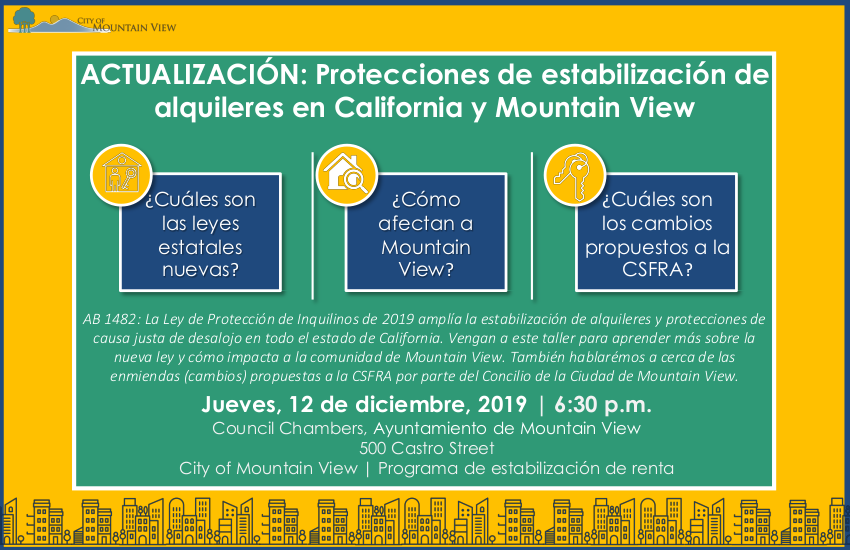 CITY OF
MOUNTAIN VIEW
ACTUALIZACIÓN: Protecciones de estabilización de
alquileres en California y Mountain View
¿Cuáles son
las leyes
estatales
nuevas?
¿Cómo
afectan a
Mountain
View?
¿Cuáles son
los cambios
propuestos a la
CSFRA?
AB 1482: La Ley de Protección de Inquilinos de 2019 amplía la estabilización de alquileres y protecciones de
causa justa de desalojo en todo el estado de California. Vengan a este taller para aprender más sobre la
nueva ley y cómo impacta a la comunidad de Mountain View. También hablarémos a cerca de las
enmiendas (cambios) propuestas a la CSFRA por parte del Concilio de la Ciudad de Mountain View.
Jueves, 12 de diciembre, 2019 | 6:30 p.m.
Council Chambers, Ayuntamiento de Mountain View
500 Castro Street
City of Mountain View | Programa de estabilización de renta